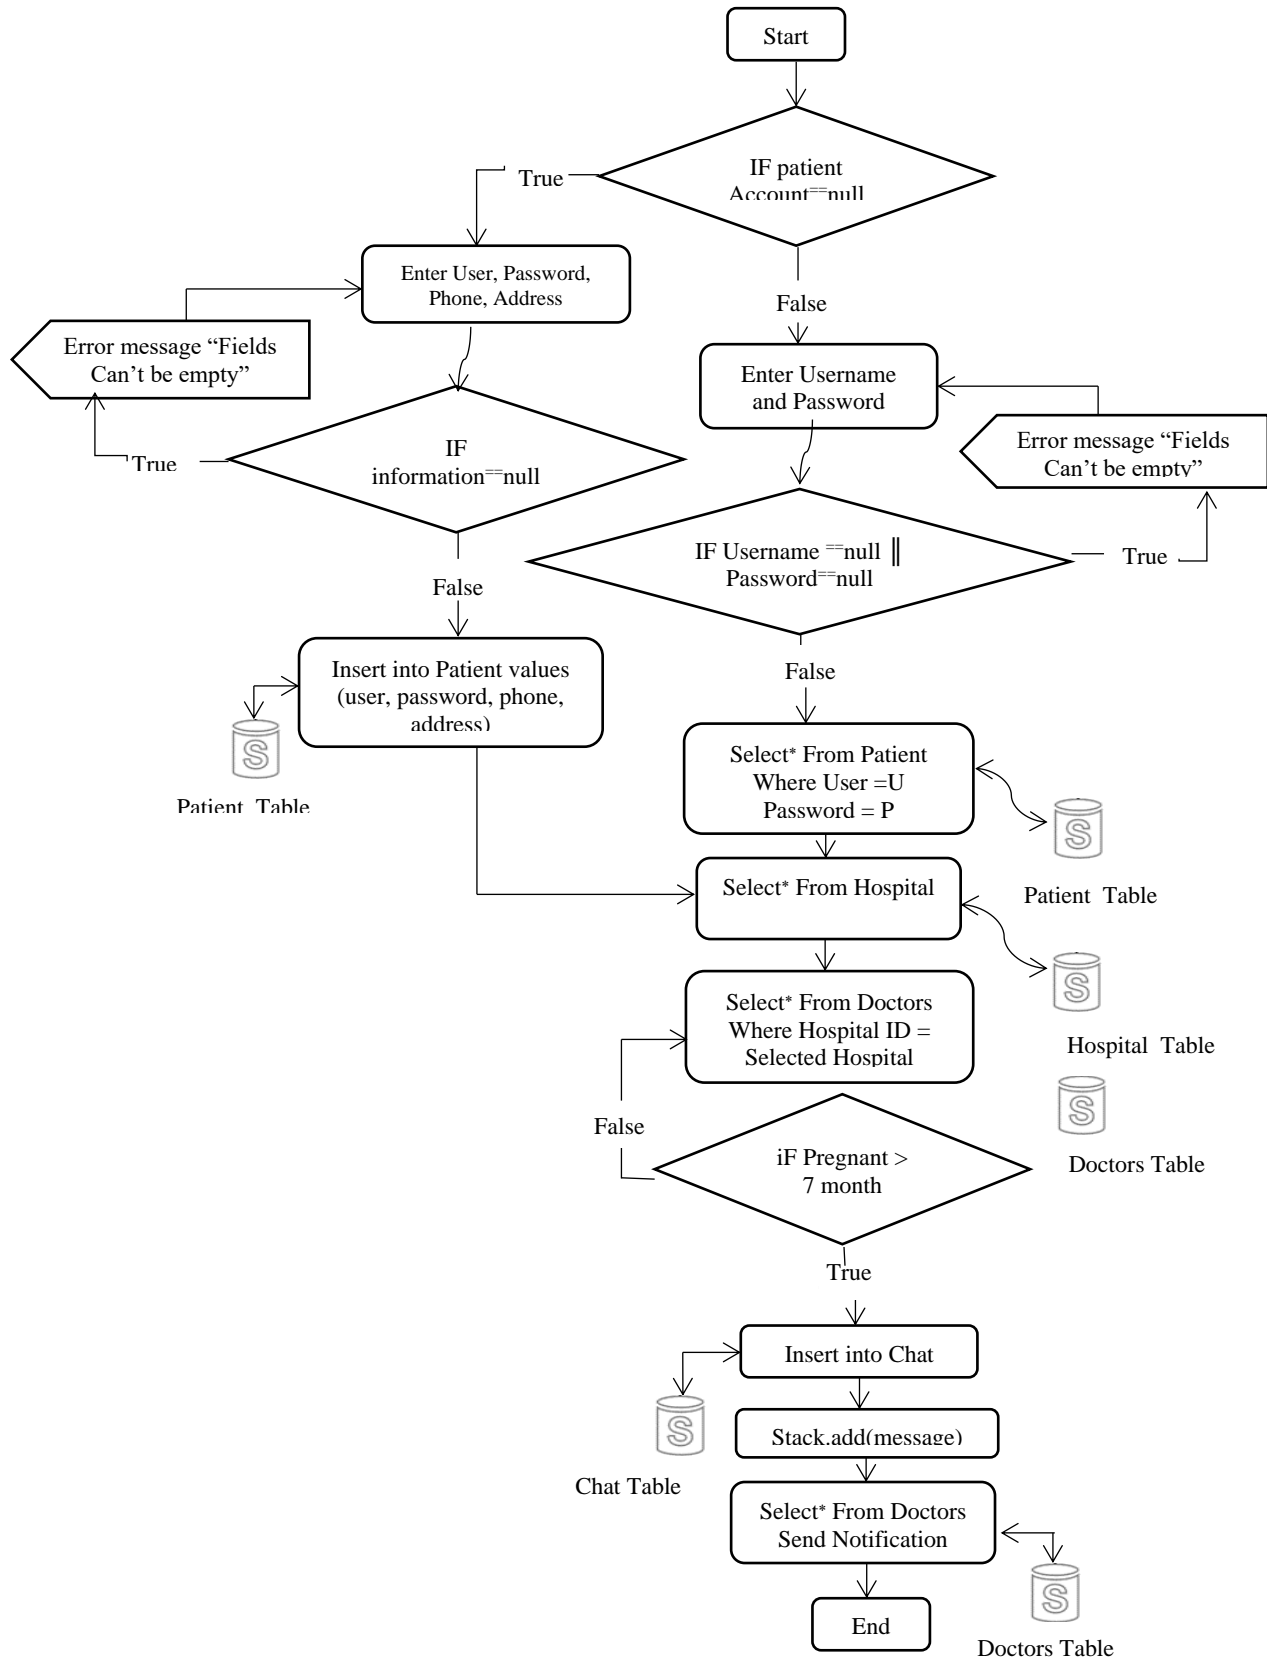 Start
IF patient
Account==null
True
False
Enter User, Password,
Phone, Address
Error message “Fields
Can’t be empty”
True
IF
information==null
False
Enter Username
and Password
Error message “Fields
Can’t be empty”
IF Username ==null ||
Password==null
True
False
Insert into Patient values
(user, password, phone,
address)
S
Patient Table
Select* From Patient
Where User =U
Password = P
S
Patient Table
Select* From Hospital
S
Hospital Table
Select* From Doctors
Where Hospital ID =
Selected Hospital
S
Doctors Table
False
iF Pregnant >
7 month
True
Insert into Chat
S
Chat Table
Stack.add(message)
Select* From Doctors
Send Notification
S
Doctors Table
End